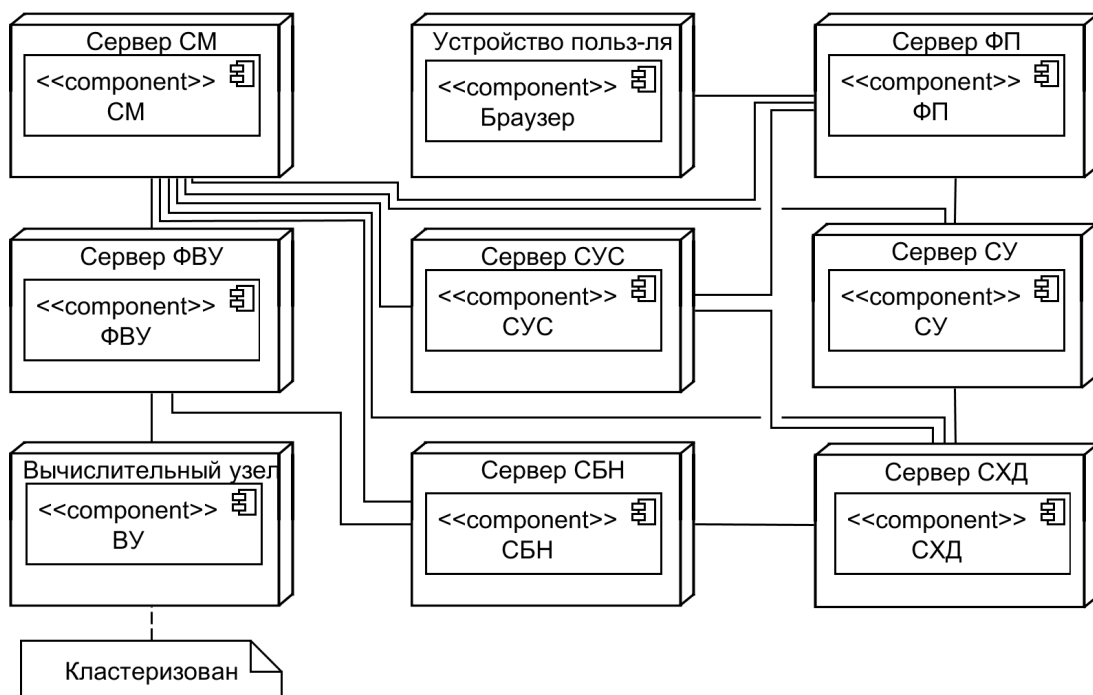 Сервер СМ
<<component>>
СМ
Устройство польз-ля
<<component>>
Браузер
Сервер ФП
<<component>>
ФП
Сервер ФВУ
<<component>>
ФВУ
Сервер СУС
<<component>>
СУС
Сервер СУ
<<component>>
СУ
Вычислительный узел
<<component>>
ВУ
Сервер СБН
<<component>>
СБН
Сервер СХД
<<component>>
СХД
Кластеризован